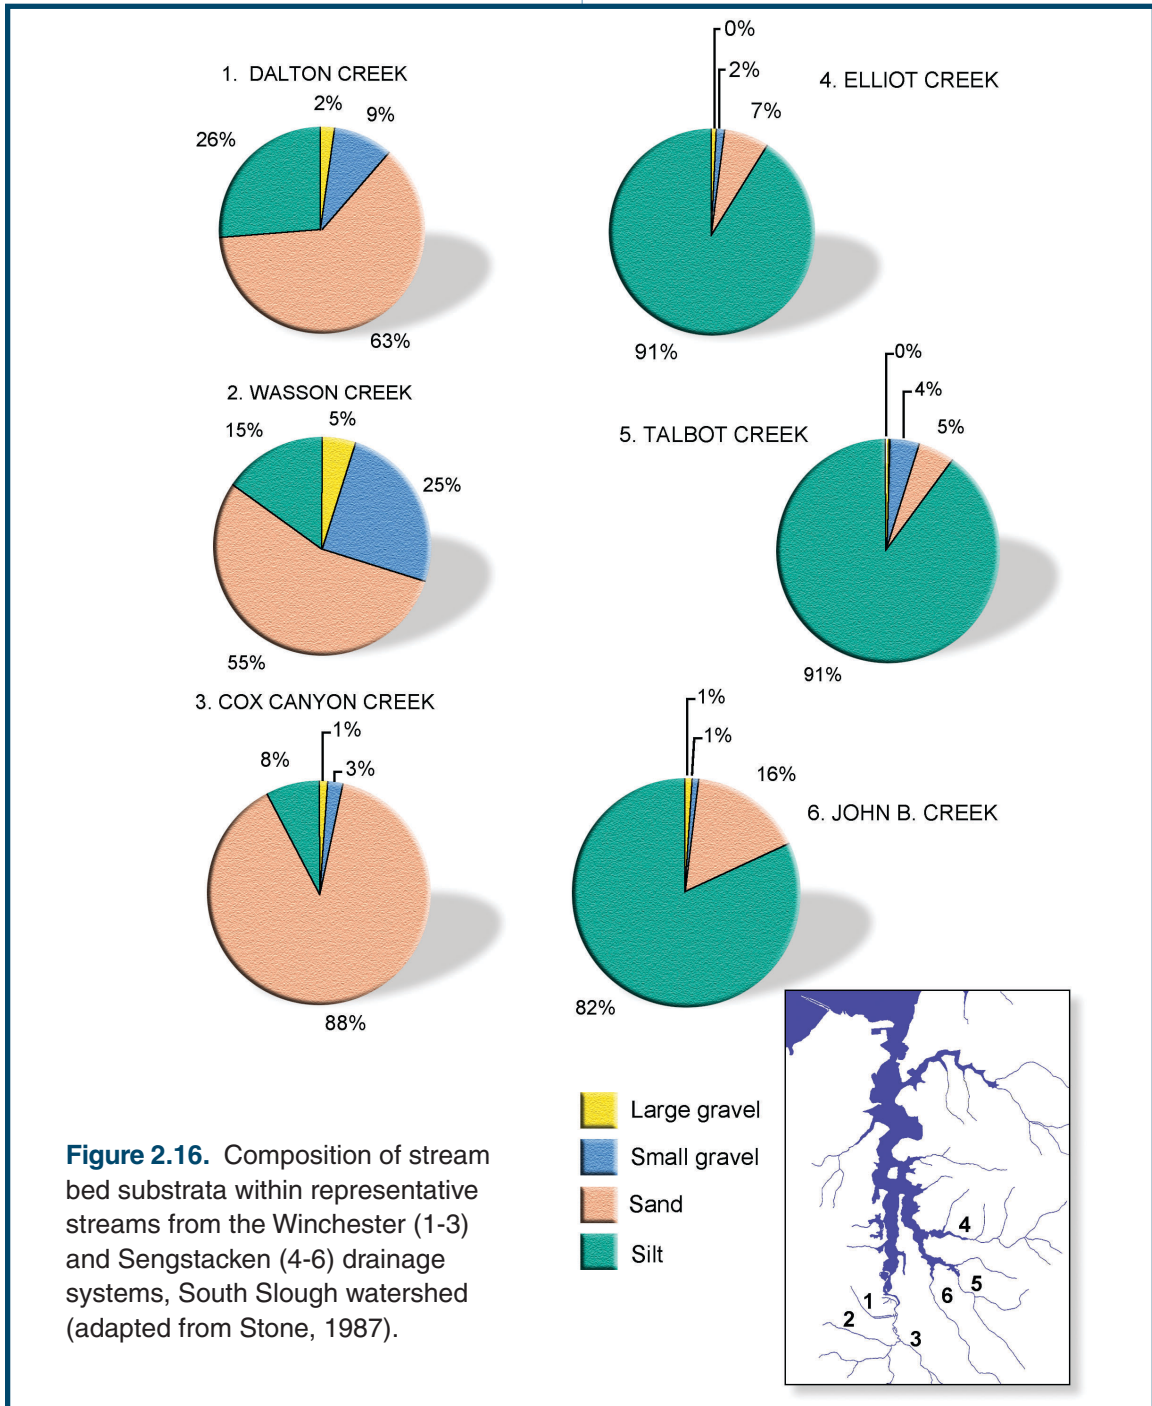 1. DALTON CREEK
2%
9%
26%
63%
0%
2%
4. ELLIOT CREEK
7%
91%
2. WASSON CREEK
5%
15%
25%
55%
0%
4%
5. TALBOT CREEK
5%
91%
3. COX CANYON CREEK
1%
8%
3%
88%
1%
1%
16%
6. JOHN B. CREEK
82%
Large gravel
Small gravel
Sand
Silt
Figure 2.16. Composition of stream
bed substrata within representative
streams from the Winchester (1-3)
and Sengstacken (4-6) drainage
systems, South Slough watershed
(adapted from Stone, 1987).
4
5
6
1
2
3